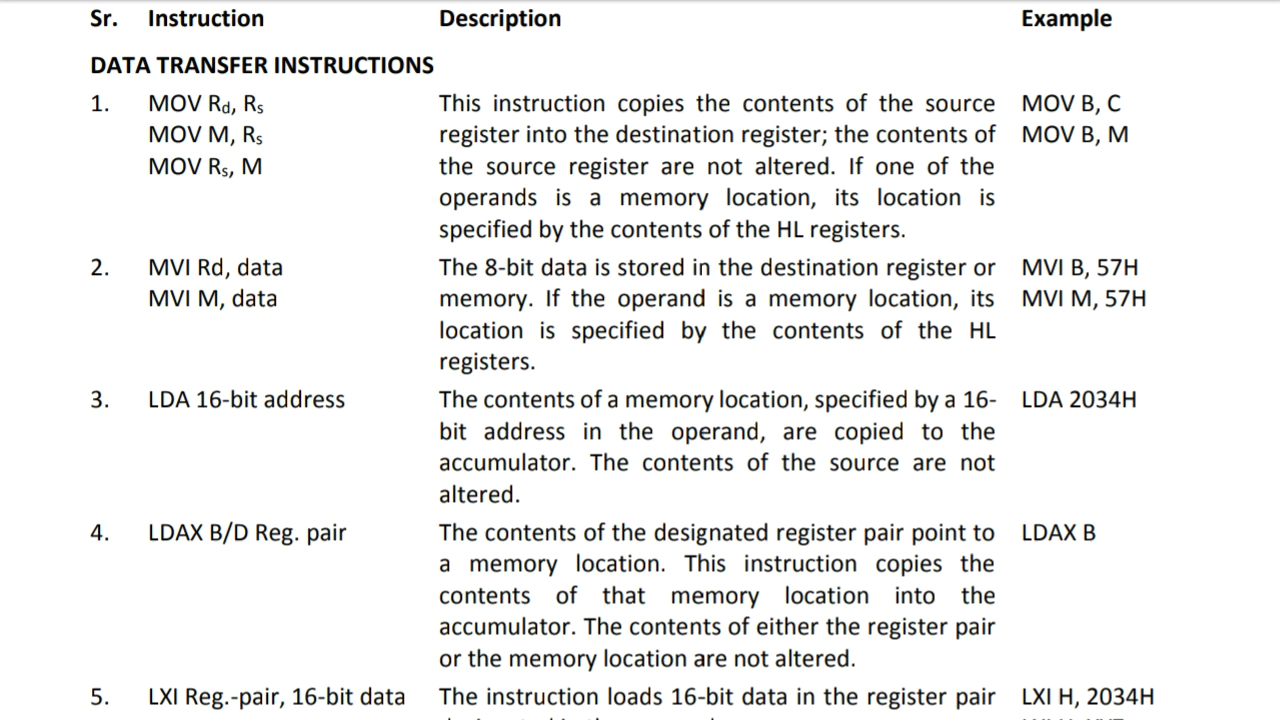 Sr. Instruction Description Example
DATA TRANSFER INSTRUCTIONS
1. MOV Rd, Rs This instruction copies the contents of the source MOV B, C
MOV M, Rs register into the destination register; the contents of MOV B, M
MOV Rs, M the source register are not altered. If one of the
operands is a memory location, its location is
specified by the contents of the HL registers.
2. MVI Rd, data The 8-bit data is stored in the destination register or MVI B, 57H
MVI M, data memory. If the operand is a memory location, its MVI M, 57H
location is specified by the contents of the HL
registers.
3. LDA 16-bit address The contents of a memory location, specified by a 16- LDA 2034H
bit address in the operand, are copied to the
accumulator. The contents of the source are not
altered.
4. LDAX B/D Reg. pair The contents of the designated register pair point to LDAX B
a memory location. This instruction copies the
contents of that memory location into the
accumulator. The contents of either the register pair
or the memory location are not altered.
5. LXI Reg.-pair, 16-bit data The instruction loads 16-bit data in the register pair LXI H, 2034H